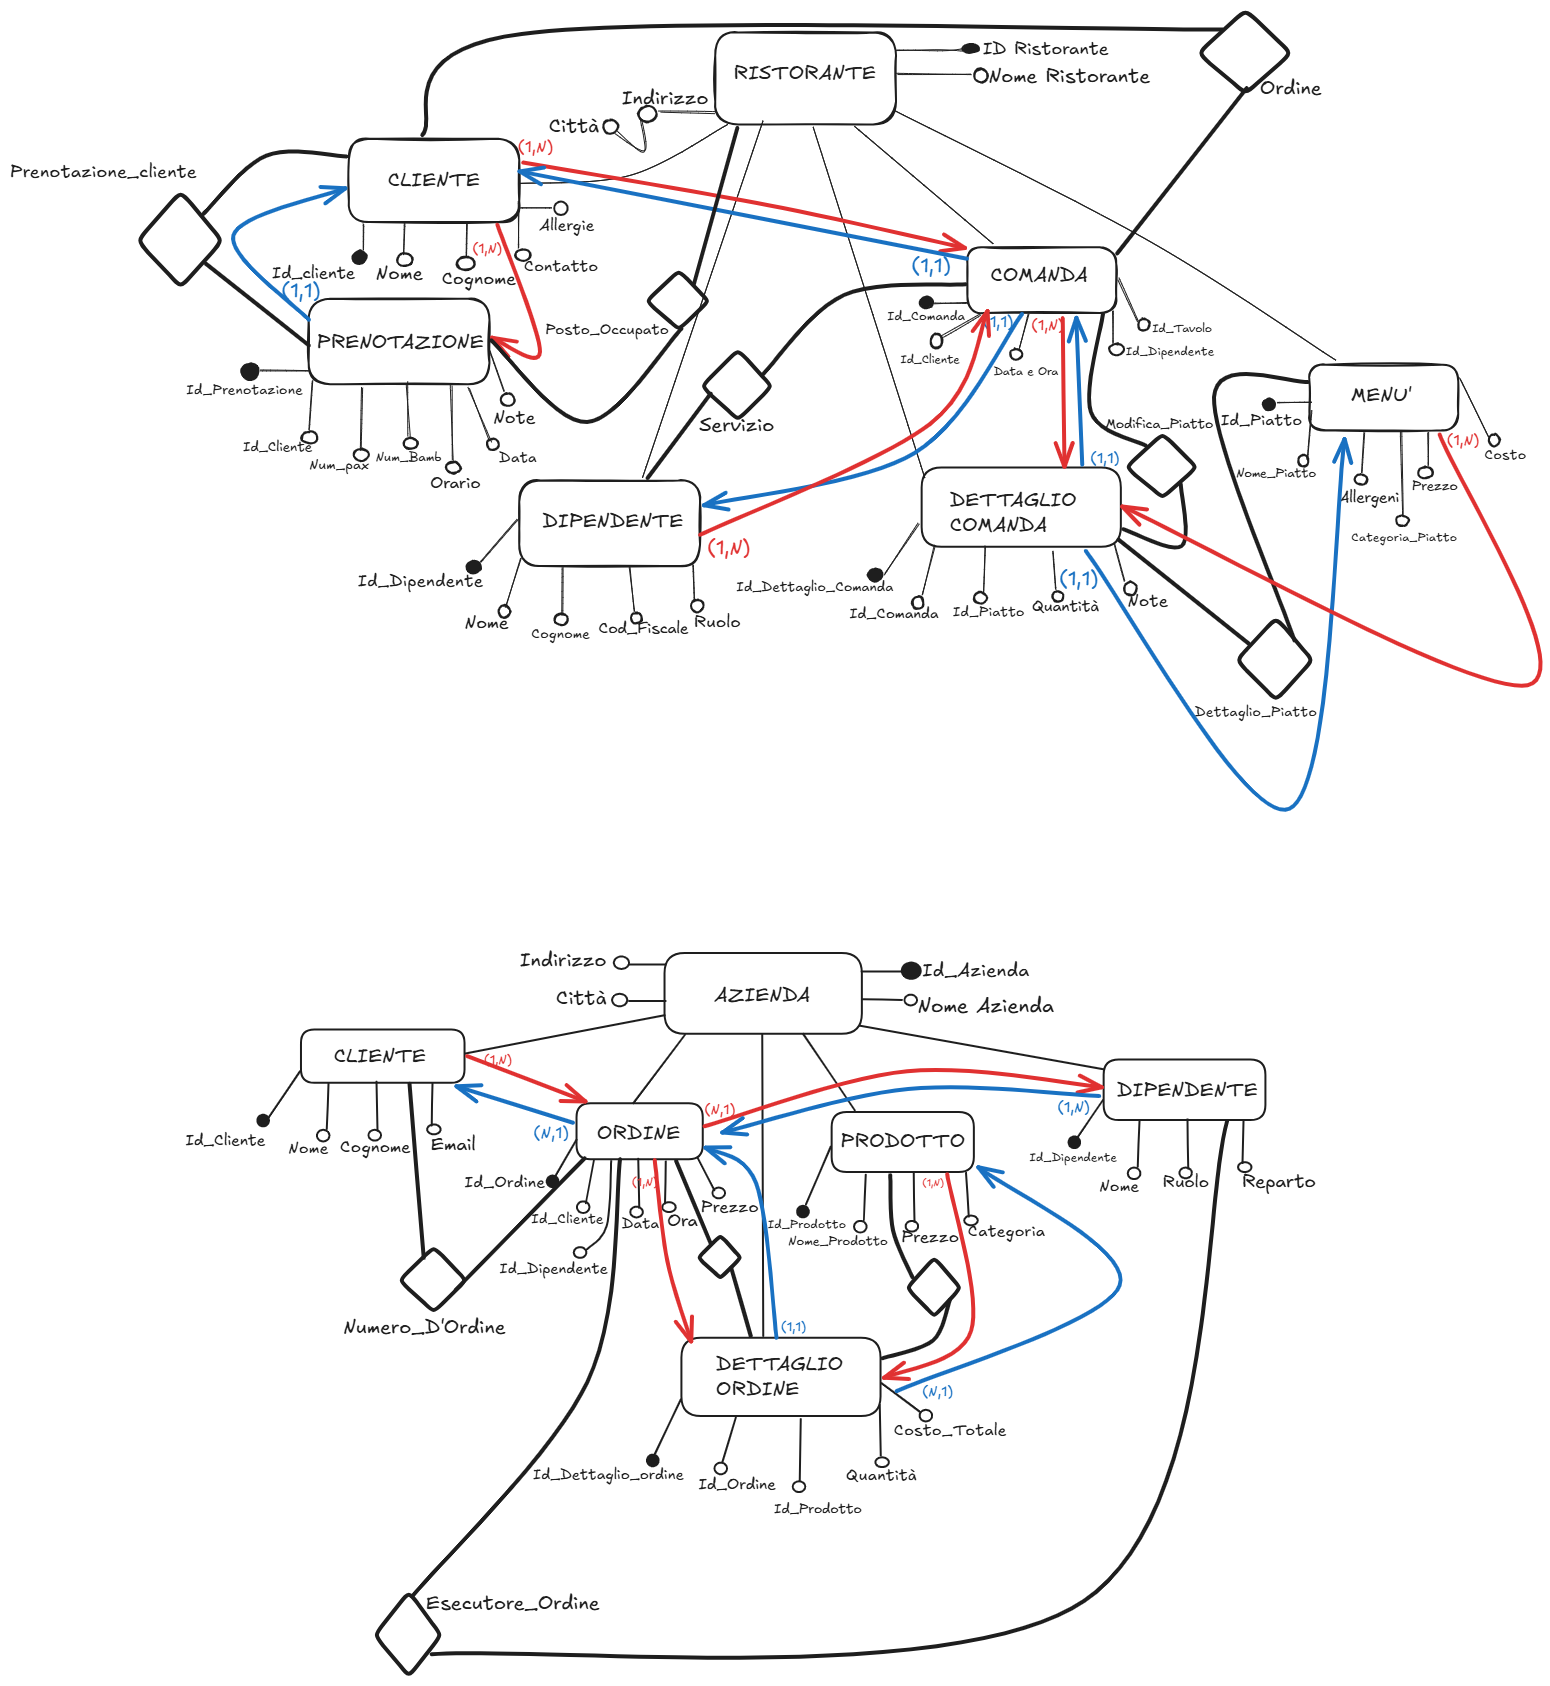 RISTORANTE
ID Ristorante
Nome Ristorante
Indirizzo
Città
Ordine
Prenotazione_cliente
CLIENTE
(1,N)
Allergie
Id_cliente
Nome
Cognome
(1,N)
Contatto
(1,1)
COMANDA
(1,1)
Id_Comanda
Id_Cliente
(1,1)
Data e Ora
(1,N)
Id_Tavolo
Id_Dipendente
PRENOTAZIONE
Posto_Occupato
Id_Prenotazione
Id_Cliente
Num_pax
Num_Bamb
Orario
Data
Note
Servizio
Modifica_Piatto
MENU'
Id_Piatto
Nome_Piatto
Allergeni
Categoria_Piatto
Prezzo
(1,N)
Costo
DIPENDENTE
(1,N)
Id_Dipendente
Nome
Cognome
Cod_Fiscale
Ruolo
(1,1)
DETTAGLIO
COMANDA
Id_Dettaglio_Comanda
Id_Comanda
Id_Piatto
Quantità
(1,1)
Note
Dettaglio_Piatto
AZIENDA
Indirizzo
Città
Id_Azienda
Nome Azienda
CLIENTE
(1,N)
Id_Cliente
Nome
Cognome
Email
ORDINE
(N,1)
(N,1)
Id_Ordine
Id_Cliente
Id_Dipendente
Data
(1,N)
Ora
Prezzo
PRODOTTO
Id_Prodotto
Nome_Prodotto
Prezzo
(1,N)
Categoria
DIPENDENTE
(1,N)
Id_Dipendente
Nome
Ruolo
Reparto
Numero_D'Ordine
(1,1)
DETTAGLIO
ORDINE
(N,1)
Costo_Totale
Id_Dettaglio_ordine
Id_Ordine
Id_Prodotto
Quantità
Esecutore_Ordine